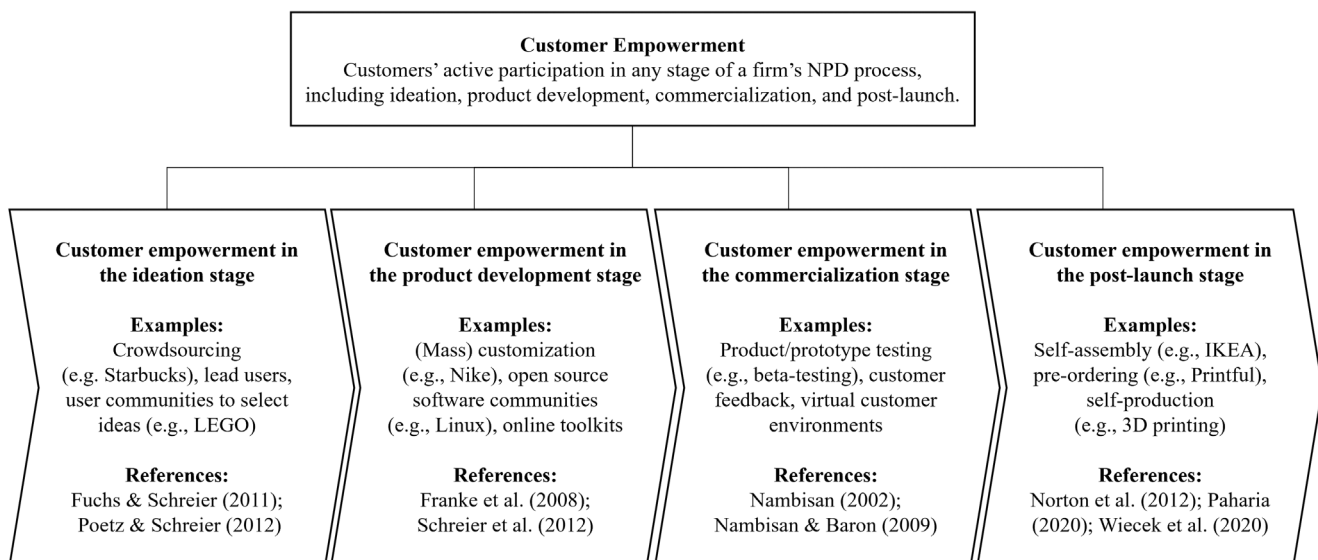 Customer Empowerment
Customers’ active participation in any stage of a firm’s NPD process,
including ideation, product development, commercialization, and post-launch.
Customer empowerment in
the ideation stage
Examples:
Crowdsourcing
(e.g. Starbucks), lead users,
user communities to select
ideas (e.g., LEGO)
References:
Fuchs & Schreier (2011);
Poetz & Schreier (2012)
Customer empowerment in
the product development stage
Examples:
(Mass) customization
(e.g., Nike), open source
software communities
(e.g., Linux), online toolkits
References:
Franke et al. (2008);
Schreier et al. (2012)
Customer empowerment in
the commercialization stage
Examples:
Product/prototype testing
(e.g., beta-testing), customer
feedback, virtual customer
environments
References:
Nambisan (2002);
Nambisan & Baron (2009)
Customer empowerment in
the post-launch stage
Examples:
Self-assembly (e.g., IKEA),
pre-ordering (e.g., Printful),
self-production
(e.g., 3D printing)
References:
Norton et al. (2012); Paharia
(2020); Wiecek et al. (2020)